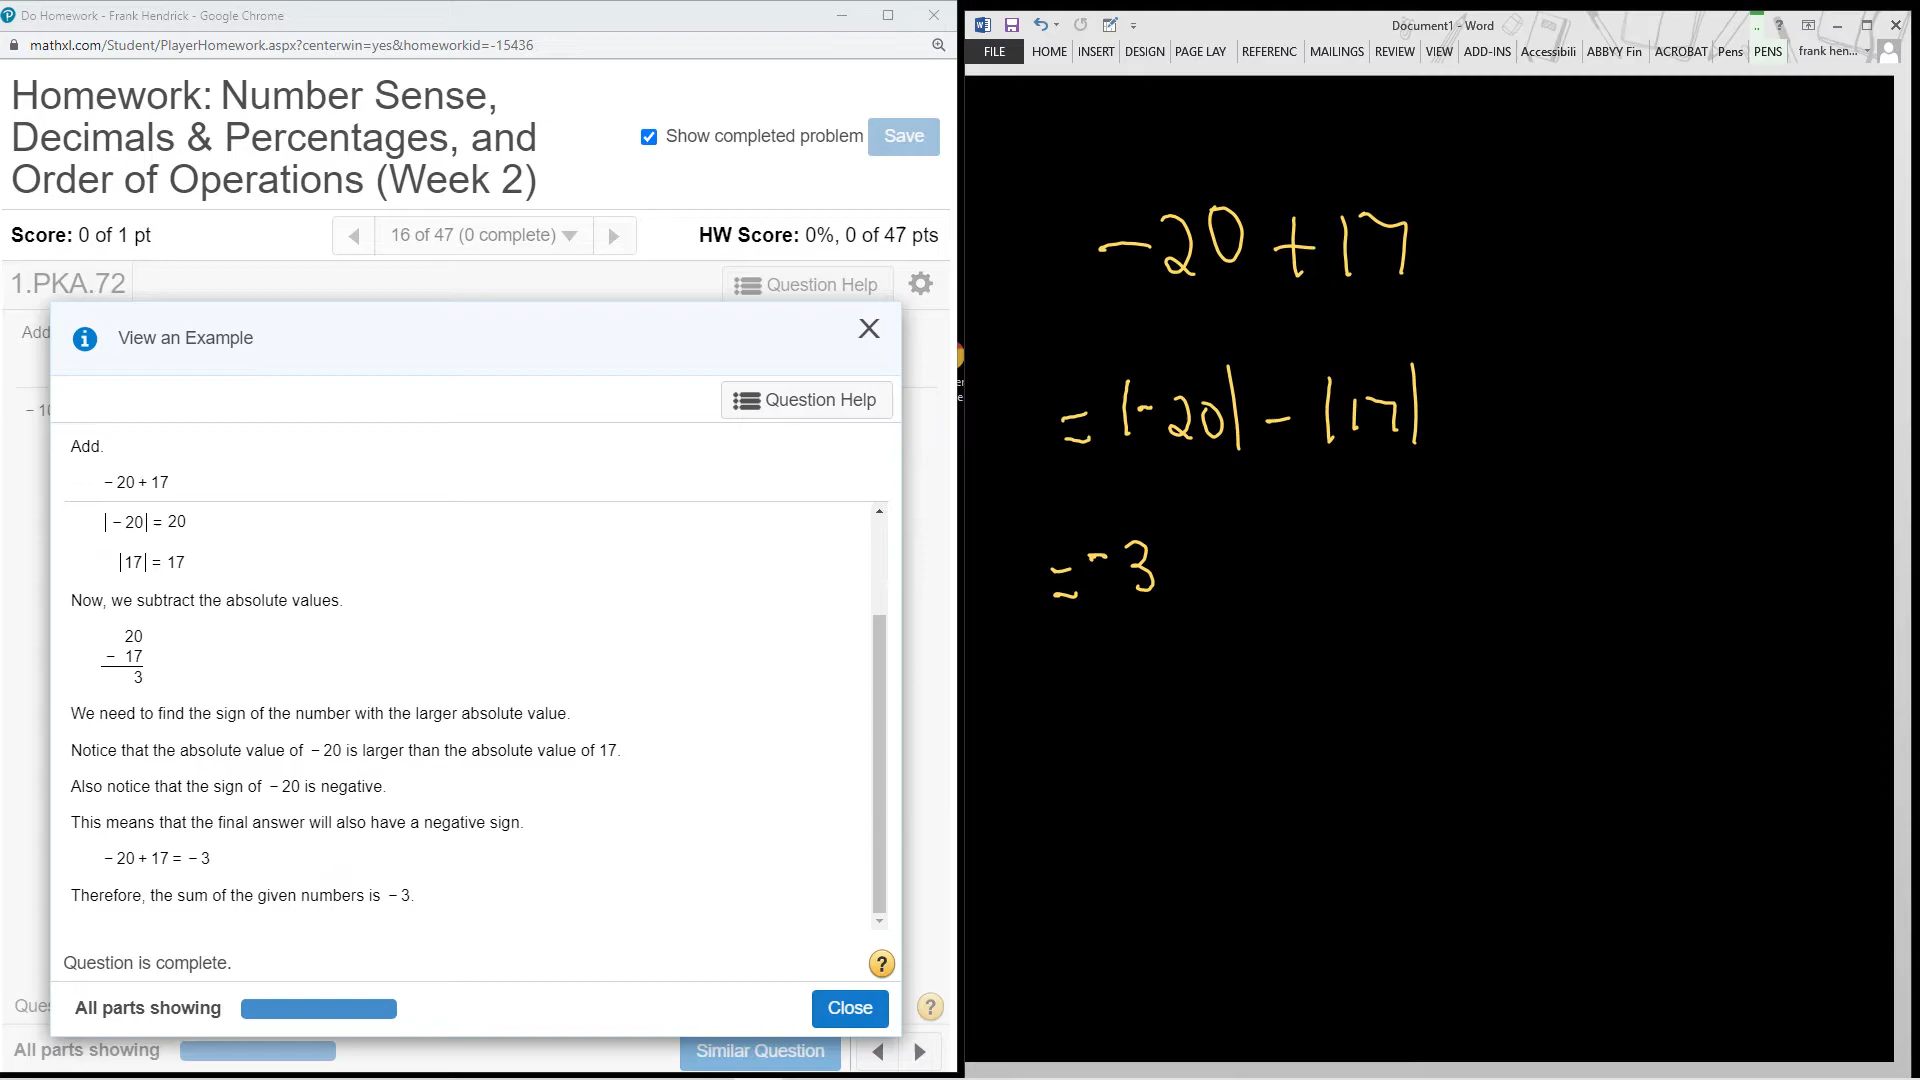 Do Homework - Frank Hendrick - Google Chrome
mathxl.com/Student/PlayerHomework.aspx?centerwin=yes&homeworkid=-15436
Homework: Number Sense,
Decimals & Percentages, and
Order of Operations (Week 2)
Show completed problem
Save
Score: 0 of 1 pt
16 of 47 (0 complete)
HW Score: 0%, 0 of 47 pts
1.PKA.72
Question Help
Add
View an Example
Question Help
− 10
Add.
− 20 + 17
| − 20| = 20
|17| = 17
Now, we subtract the absolute values.
20
− 17
3
We need to find the sign of the number with the larger absolute value.
Notice that the absolute value of − 20 is larger than the absolute value of 17.
Also notice that the sign of − 20 is negative.
This means that the final answer will also have a negative sign.
− 20 + 17 = − 3
Therefore, the sum of the given numbers is − 3.
Question is complete.
?
All parts showing
Close
Ques
?
All parts showing
Similar Question
Document1 - Word
FILE HOME INSERT DESIGN PAGE LAY REFERENC MAILINGS REVIEW VIEW ADD-INS Accessibili ABBYY Fin ACROBAT Pens PENS frank hen...
-20 + 17
= |-20| - |17|
= -3